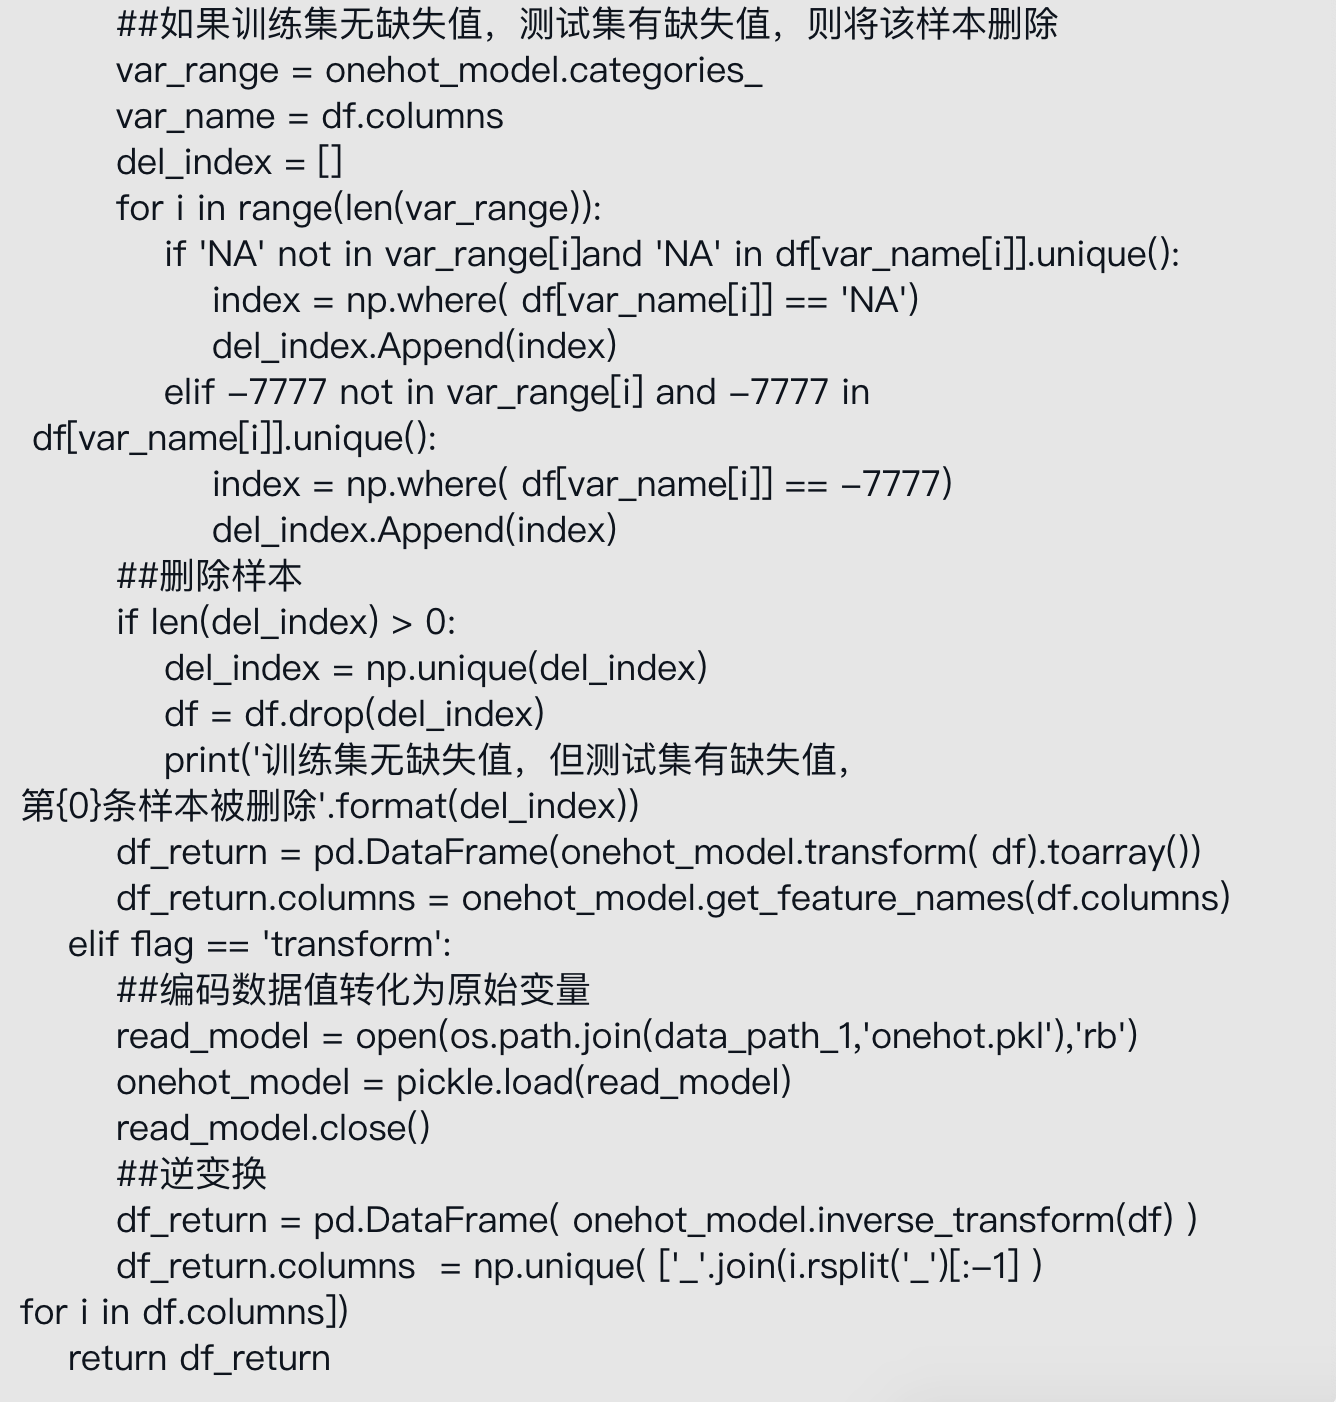 ##如果训练集无缺失值，测试集有缺失值，则将该样本删除
var_range = onehot_model.categories_
var_name = df.columns
del_index = []
for i in range(len(var_range)):
if 'NA' not in var_range[i]and 'NA' in df[var_name[i]].unique():
index = np.where( df[var_name[i]] == 'NA')
del_index.Append(index)
elif -7777 not in var_range[i] and -7777 in
df[var_name[i]].unique():
index = np.where( df[var_name[i]] == -7777)
del_index.Append(index)
##删除样本
if len(del_index) > 0:
del_index = np.unique(del_index)
df = df.drop(del_index)
print('训练集无缺失值，但测试集有缺失值，
第{0}条样本被删除'.format(del_index))
df_return = pd.DataFrame(onehot_model.transform( df).toarray())
df_return.columns = onehot_model.get_feature_names(df.columns)
elif flag == 'transform':
##编码数据值转化为原始变量
read_model = open(os.path.join(data_path_1,'onehot.pkl'),'rb')
onehot_model = pickle.load(read_model)
read_model.close()
##逆变换
df_return = pd.DataFrame( onehot_model.inverse_transform(df) )
df_return.columns  = np.unique( ['_'.join(i.rsplit('_')[:-1] )
for i in df.columns])
return df_return